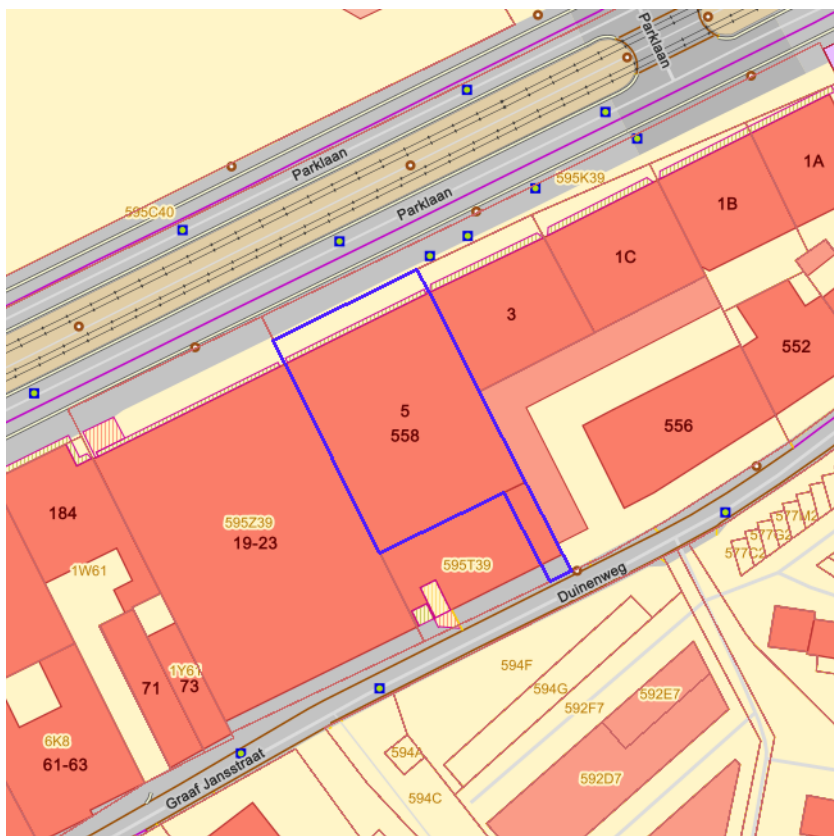 Parklaan
Parklaan
595K39
1A
1B
595C40
Parklaan
1C
3
552
5
558
556
184
595Z39
19-23
577M2
577G2
577C2
1W61
595T39
Duinenweg
594F
1Y61
71
73
594G
592E7
592F7
6K8
61-63
594A
592D7
Graaf Jansstraat
594C